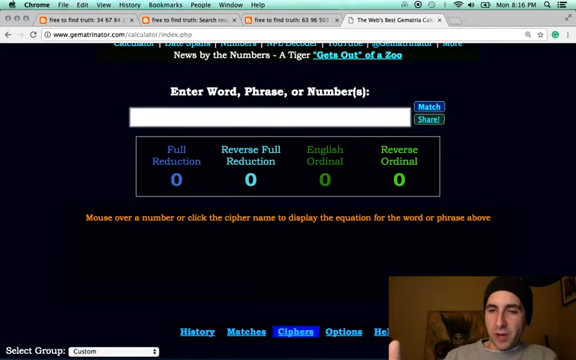 Chrome File Edit View History Bookmarks People Window Help
Mon 8:16 PM
free to find truth: 34 67 84
free to Find Truth: Search res
free to find truth: 63 96 50
The Web's Best Gematria Calc
www.gematrinator.com/calculator/index.php
Calculator | Date Spans | Numbers | NFL Decoder | YouTube | @Gematrinator | More
News by the Numbers - A Tiger "Gets Out" of a Zoo
Enter Word, Phrase, or Number(s):
Match
Share!
Full Reduction
Reverse Full Reduction
English Ordinal
Reverse Ordinal
0 0 0 0
Mouse over a number or click the cipher name to display the equation for the word or phrase above
History Matches Ciphers Options
Select Group: Custom